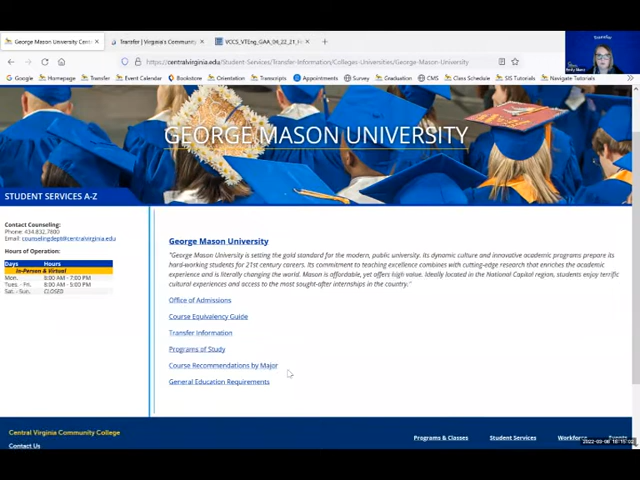 George Mason University Cent
Transfer | Virginia's Community
VCCS_VTEng_GAA_04_22_21_F
https://centralvirginia.edu/Student-Services/Transfer-Information/Colleges-Universities/George-Mason-University
Google Homepage Transfer Event Calendar Bookstore Orientation Transcripts Appointments Survey Graduation CMS Class Schedule SIS Tutorials Navigate Tutorials
GEORGE MASON UNIVERSITY
STUDENT SERVICES A-Z
Contact Counseling:
Phone: 434.832.7800
Email: counselingdept@centralvirginia.edu
Hours of Operation:
Days Hours
In-Person & Virtual
Mon. 8:00 AM - 7:00 PM
Tues. - Fri. 8:00 AM - 5:00 PM
Sat. - Sun. CLOSED
George Mason University
"George Mason University is setting the gold standard for the modern, public university. Its dynamic culture and innovative academic programs prepare its
hard-working students for 21st century careers. Its commitment to teaching excellence combines with cutting-edge research that enriches the academic
experience and is literally changing the world. Mason is affordable, yet offers high value. Ideally located in the National Capital region, students enjoy terrific
cultural experiences and access to the most sought-after internships in the country."
Office of Admissions
Course Equivalency Guide
Transfer Information
Programs of Study
Course Recommendations by Major
General Education Requirements
Central Virginia Community College
Contact Us
Programs & Classes Student Services Workforce Events